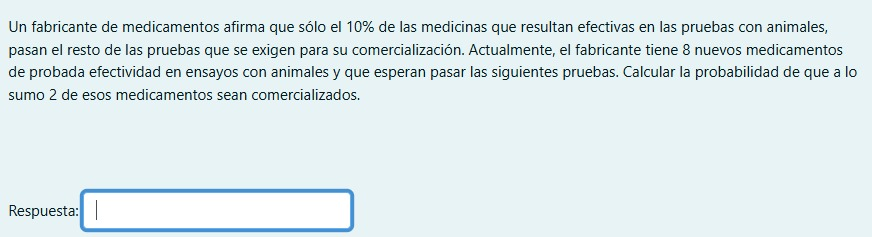 Un fabricante de medicamentos afirma que sólo el 10% de las medicinas que resultan efectivas en las pruebas con animales,
pasan el resto de las pruebas que se exigen para su comercialización. Actualmente, el fabricante tiene 8 nuevos medicamentos
de probada efectividad en ensayos con animales y que esperan pasar las siguientes pruebas. Calcular la probabilidad de que a lo
sumo 2 de esos medicamentos sean comercializados.
Respuesta: